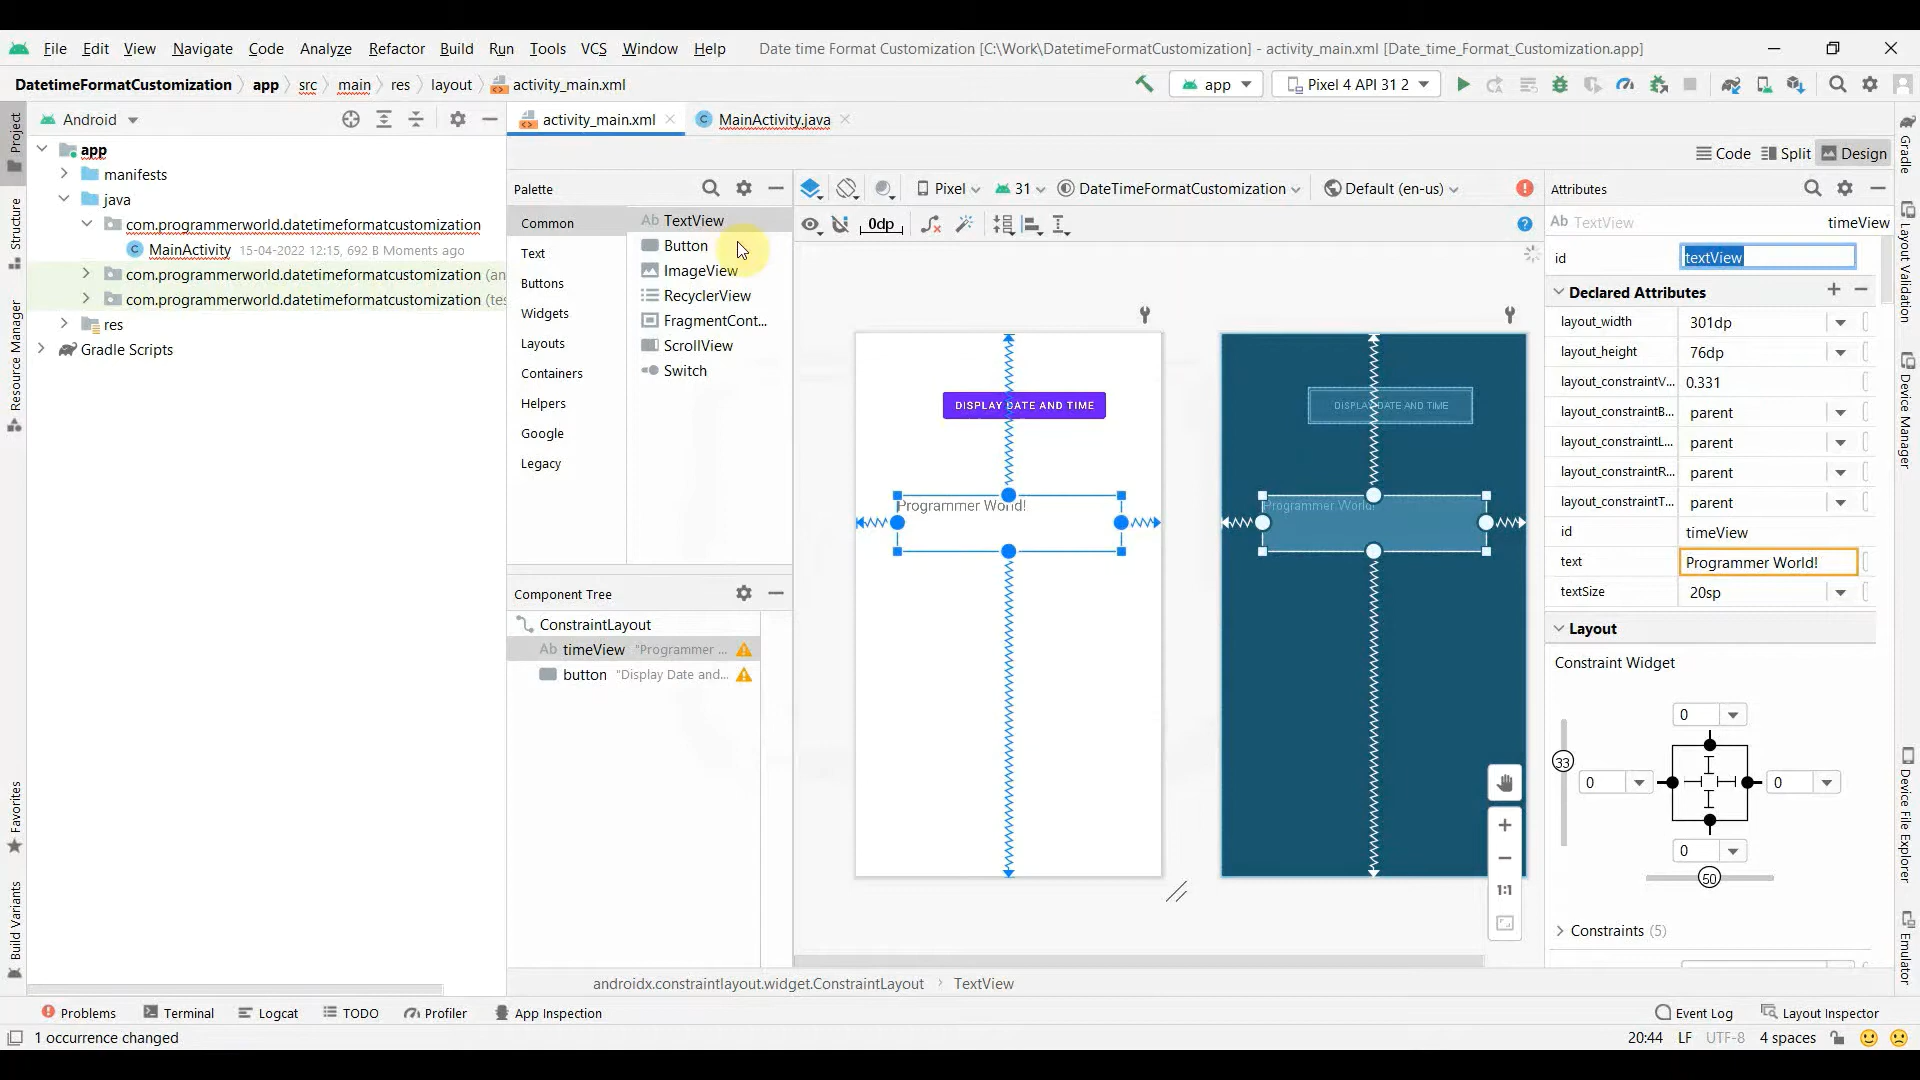 File Edit View Navigate Code Analyze Refactor Build Run Tools VCS Window Help Date time Format Customization [C:\Work\DatetimeFormatCustomization] - activity_main.xml [Date_time_Format_Customization.app]
DatetimeFormatCustomization app src main res layout activity_main.xml app Pixel 4 API 31 2
Project
Structure
Resource Manager
Favorites
Build Variants
Android
app
manifests
java
com.programmerworld.datetimeformatcustomization
MainActivity 15-04-2022 12:15, 692 B Moments ago
com.programmerworld.datetimeformatcustomization (an
com.programmerworld.datetimeformatcustomization (tes
res
Gradle Scripts
activity_main.xml MainActivity.java
Code Split Design
Palette
Common
Text
Buttons
Widgets
Layouts
Containers
Helpers
Google
Legacy
Ab TextView
Button
ImageView
RecyclerView
FragmentCont...
ScrollView
Switch
Component Tree
ConstraintLayout
Ab timeView "Programmer ...
button "Display Date and...
Pixel 31 DateTimeFormatCustomization Default (en-us)
0dp
DISPLAY DATE AND TIME
Programmer World!
DISPLAY DATE AND TIME
Programmer World!
1:1
Attributes
Ab TextView timeView
id textView
Declared Attributes
layout_width 301dp
layout_height 76dp
layout_constraintV... 0.331
layout_constraintB... parent
layout_constraintL... parent
layout_constraintR... parent
layout_constraintT... parent
id timeView
text Programmer World!
textSize 20sp
Layout
Constraint Widget
0
33
0
0
0
50
Constraints (5)
Gradle
Layout Validation
Device Manager
Device File Explorer
Emulator
androidx.constraintlayout.widget.ConstraintLayout TextView
Problems Terminal Logcat TODO Profiler App Inspection Event Log Layout Inspector
1 occurrence changed 20:44 LF UTF-8 4 spaces